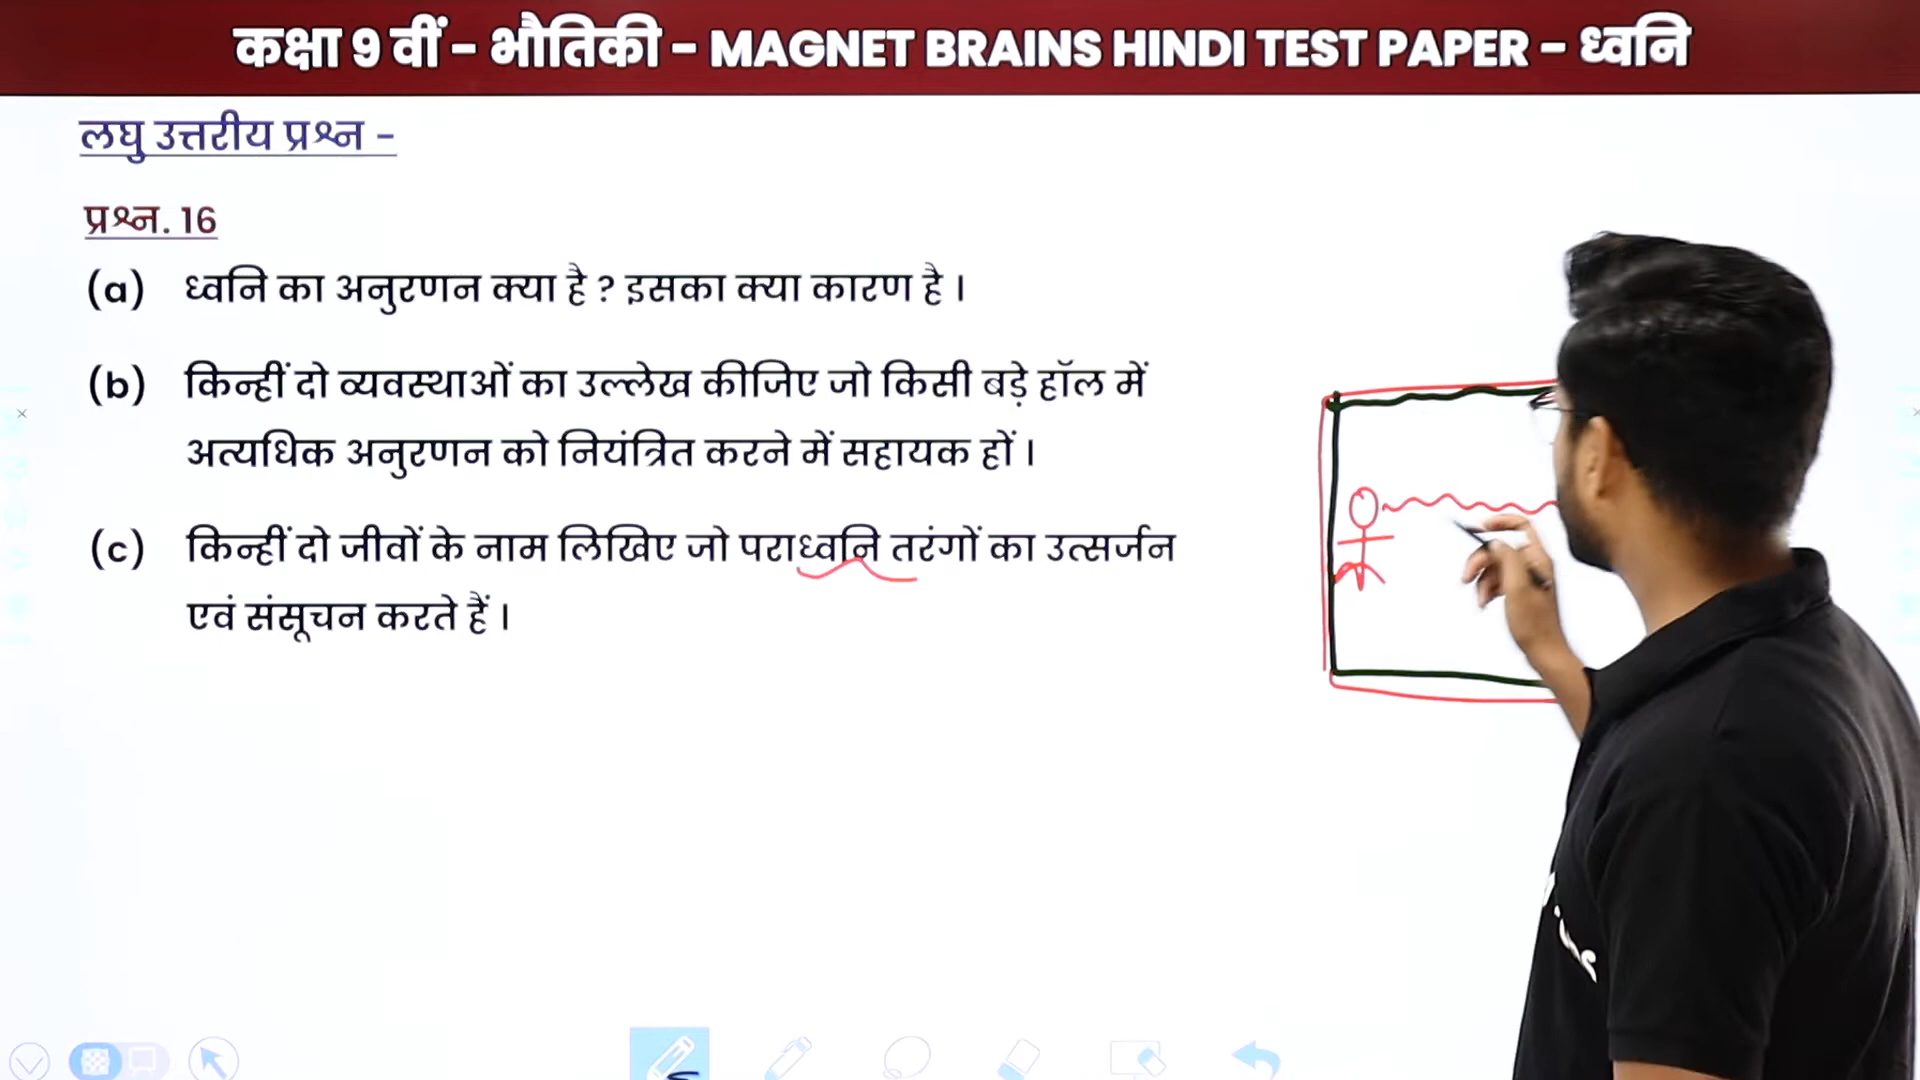 कक्षा 9 वीं - भौतिकी - MAGNET BRAINS HINDI TEST PAPER - ध्वनि
लघु उत्तरीय प्रश्न -
प्रश्न. 16
(a) ध्वनि का अनुरणन क्या है ? इसका क्या कारण है ।
(b) किन्हीं दो व्यवस्थाओं का उल्लेख कीजिए जो किसी बड़े हॉल में
अत्यधिक अनुरणन को नियंत्रित करने में सहायक हों ।
(c) किन्हीं दो जीवों के नाम लिखिए जो पराध्वनि तरंगों का उत्सर्जन
एवं संसूचन करते हैं ।